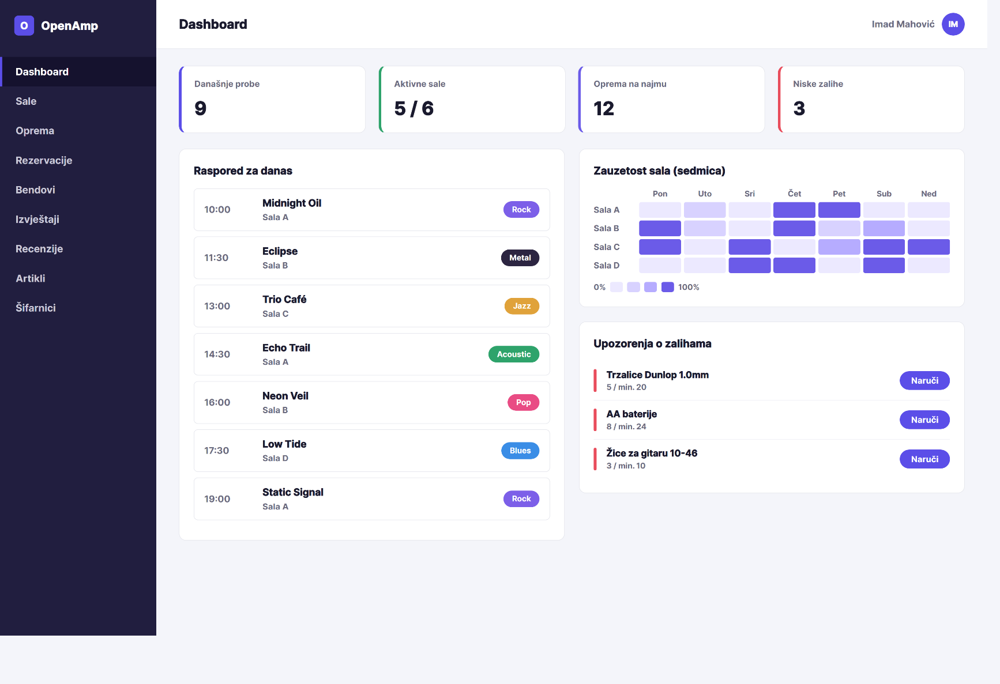 O
OpenAmp
Dashboard
Sale
Oprema
Rezervacije
Bendovi
Izvještaji
Recenzije
Artikli
Šifarnici
Dashboard
Imad Mahović
IM
Današnje probe
9
Aktivne sale
5 / 6
Oprema na najmu
12
Niske zalihe
3
Raspored za danas
10:00
Midnight Oil
Sala A
Rock
11:30
Eclipse
Sala B
Metal
13:00
Trio Café
Sala C
Jazz
14:30
Echo Trail
Sala A
Acoustic
16:00
Neon Veil
Sala B
Pop
17:30
Low Tide
Sala D
Blues
19:00
Static Signal
Sala A
Rock
Zauzetost sala (sedmica)
Pon Uto Sri Čet Pet Sub Ned
Sala A
Sala B
Sala C
Sala D
0% 100%
Upozorenja o zalihama
Trzalice Dunlop 1.0mm
5 / min. 20
Naruči
AA baterije
8 / min. 24
Naruči
Žice za gitaru 10-46
3 / min. 10
Naruči